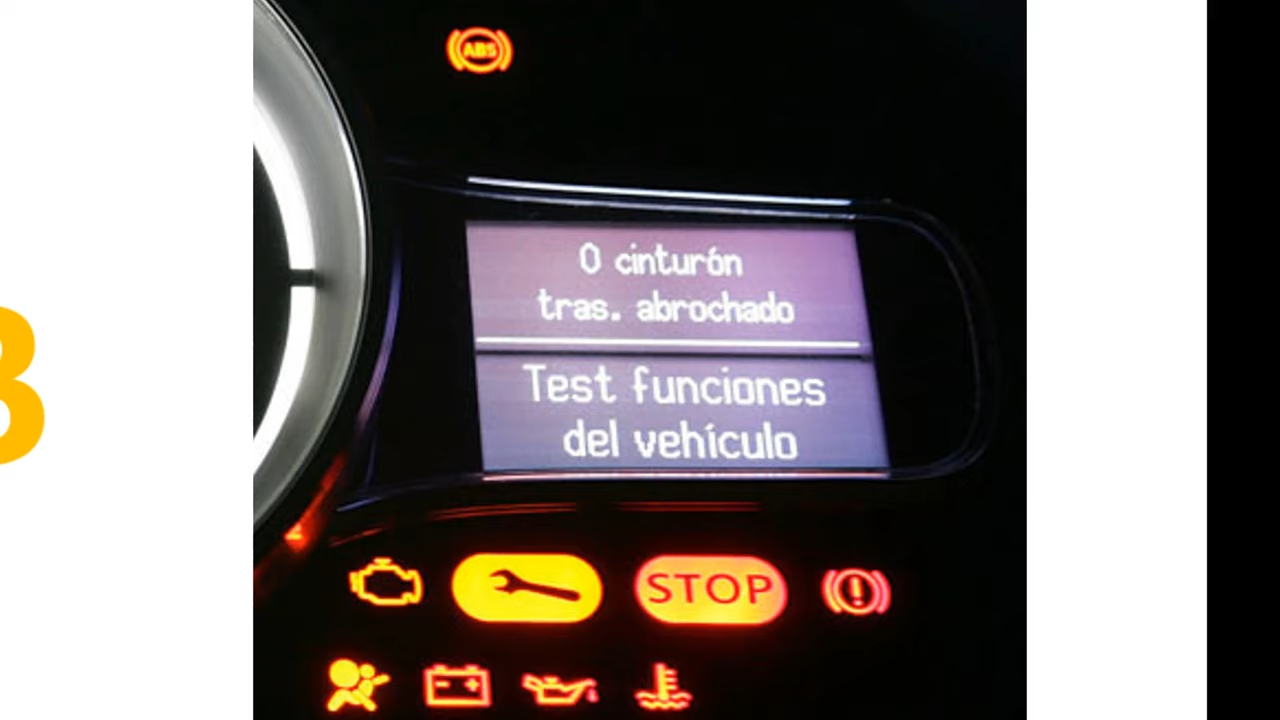 ABS
0 cinturón
tras. abrochado
Test funciones
del vehículo
STOP